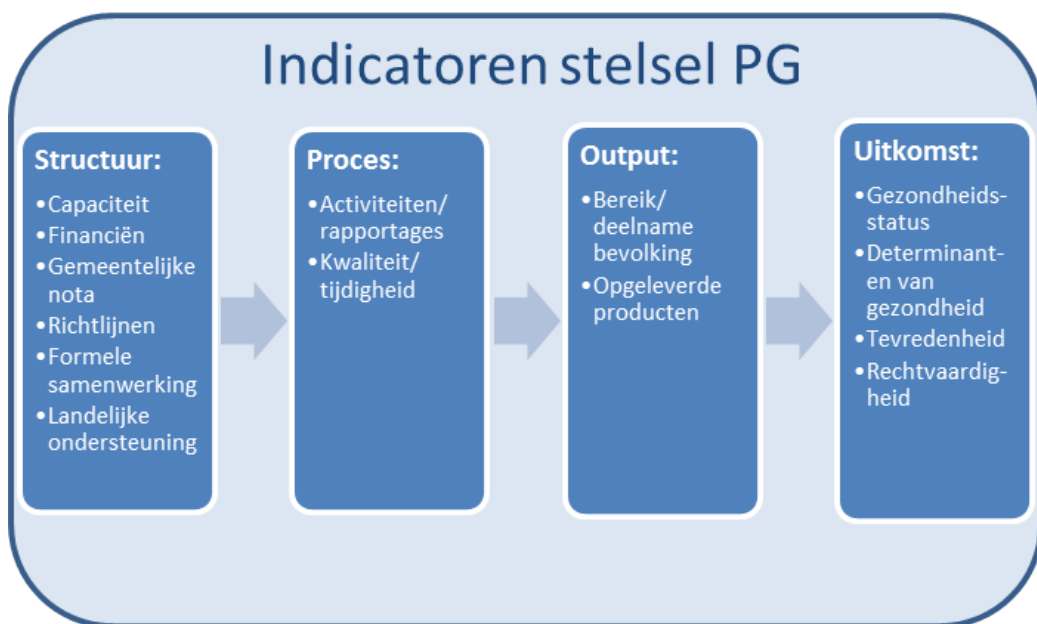 Indicatoren stelsel PG
Structuur:
•Capaciteit
•Financiën
•Gemeentelijke
nota
•Richtlijnen
•Formele
samenwerking
•Landelijke
ondersteuning
Proces:
•Activiteiten/
rapportages
•Kwaliteit/
tijdigheid
Output:
•Bereik/
deelname
bevolking
•Opgeleverde
producten
Uitkomst:
•Gezondheids-
status
•Determinant-
en van
gezondheid
•Tevredenheid
•Rechtvaardig-
heid